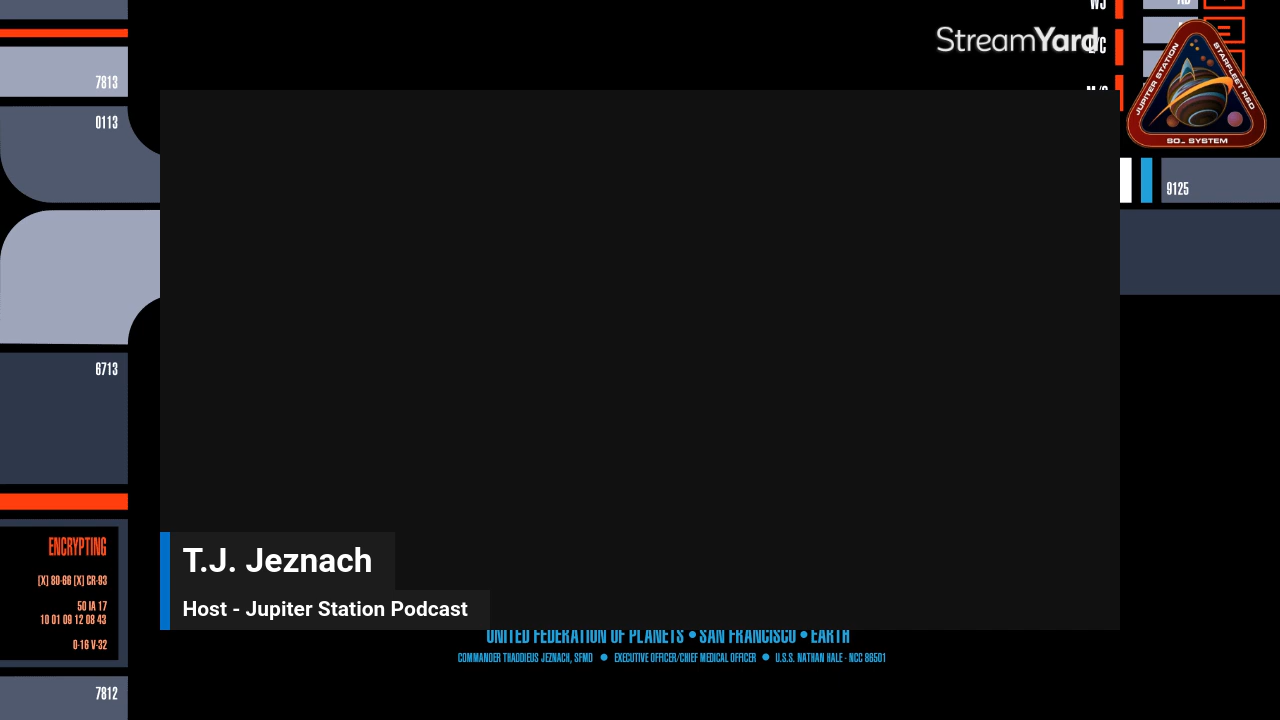 StreamYard
JUPITER STATION
STARFLEET R&D
SYSTEM
7813
0113
9125
6713
ENCRYPTING
[X] 80-66 [X] CR-93
50 IA 17
10 01 09 12 08 43
0-16 V-32
7812
T.J. Jeznach
Host - Jupiter Station Podcast
UNITED FEDERATION OF PLANETS • SAN FRANCISCO • EARTH
COMMANDER THADDIEUS JEZNACH, SFMD • EXECUTIVE OFFICER/CHIEF MEDICAL OFFICER • U.S.S. NATHAN HALE - NCC 86501